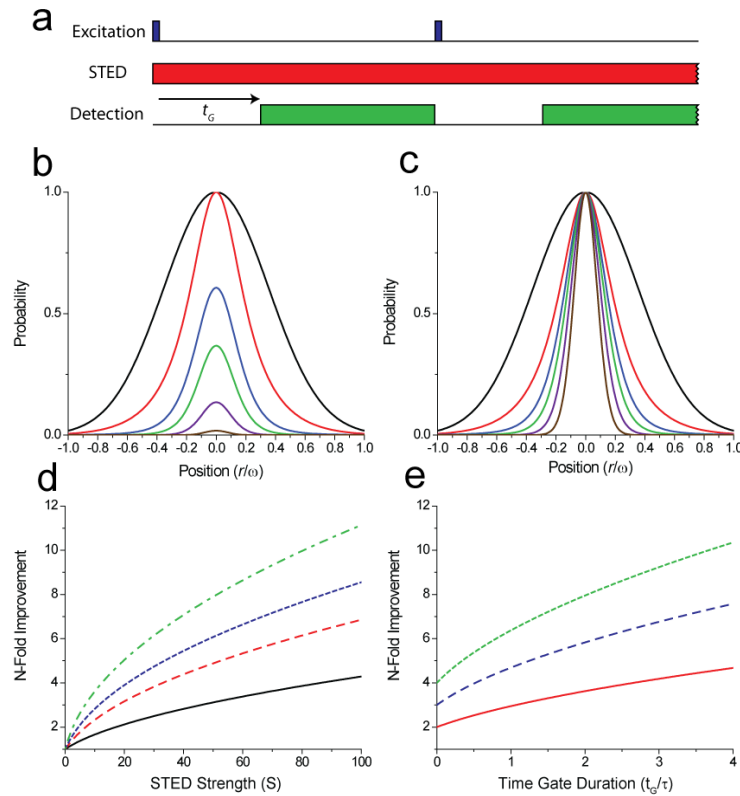 a
Excitation
STED
Detection
t_G
b
c
1.0
0.5
0.0
Probability
-1.0 -0.8 -0.6 -0.4 -0.2 0.0 0.2 0.4 0.6 0.8 1.0
Position (r/ω)
1.0
0.5
0.0
Probability
-1.0 -0.8 -0.6 -0.4 -0.2 0.0 0.2 0.4 0.6 0.8 1.0
Position (r/ω)
d
e
12
10
8
6
4
2
N-Fold Improvement
0 20 40 60 80 100
STED Strength (S)
12
10
8
6
4
2
N-Fold Improvement
0 1 2 3 4
Time Gate Duration (t_G/τ)